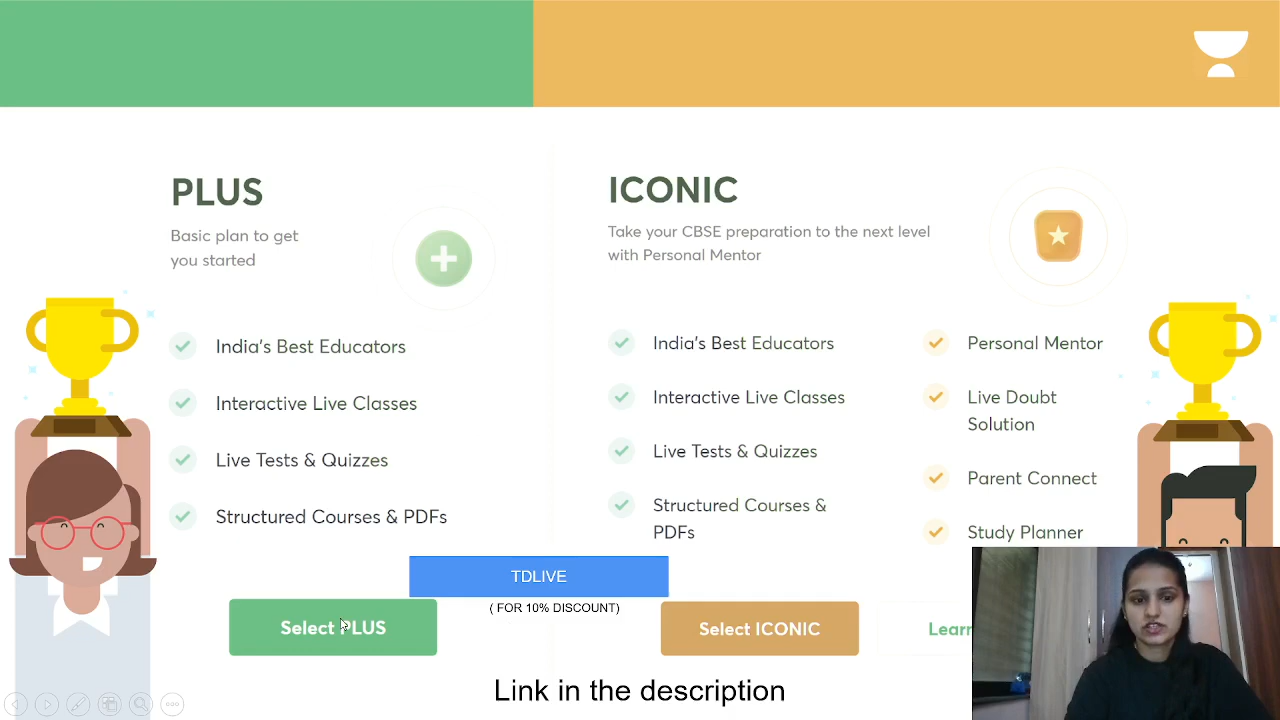 PLUS
Basic plan to get
you started
India's Best Educators
Interactive Live Classes
Live Tests & Quizzes
Structured Courses & PDFs
Select PLUS
ICONIC
Take your CBSE preparation to the next level
with Personal Mentor
India's Best Educators
Interactive Live Classes
Live Tests & Quizzes
Structured Courses &
PDFs
Personal Mentor
Live Doubt
Solution
Parent Connect
Study Planner
TDLIVE
( FOR 10% DISCOUNT)
Select ICONIC
Learn
Link in the description